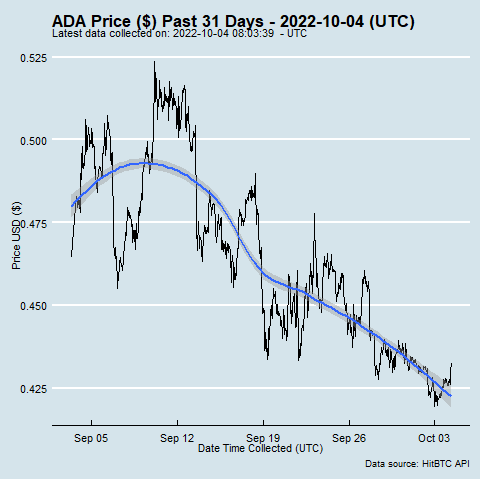 ADA Price ($) Past 31 Days - 2022-10-04 (UTC)
Latest data collected on: 2022-10-04 08:03:39 - UTC
0.525
0.500
0.475
0.450
0.425
Price USD ($)
Sep 05 Sep 12 Sep 19 Sep 26 Oct 03
Date Time Collected (UTC)
Data source: HitBTC API